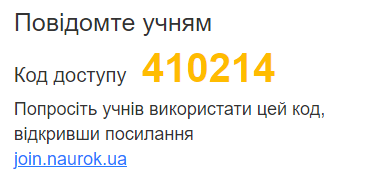 Повідомте учням
Код доступу 410214
Попросіть учнів використати цей код,
відкривши посилання
join.naurok.ua